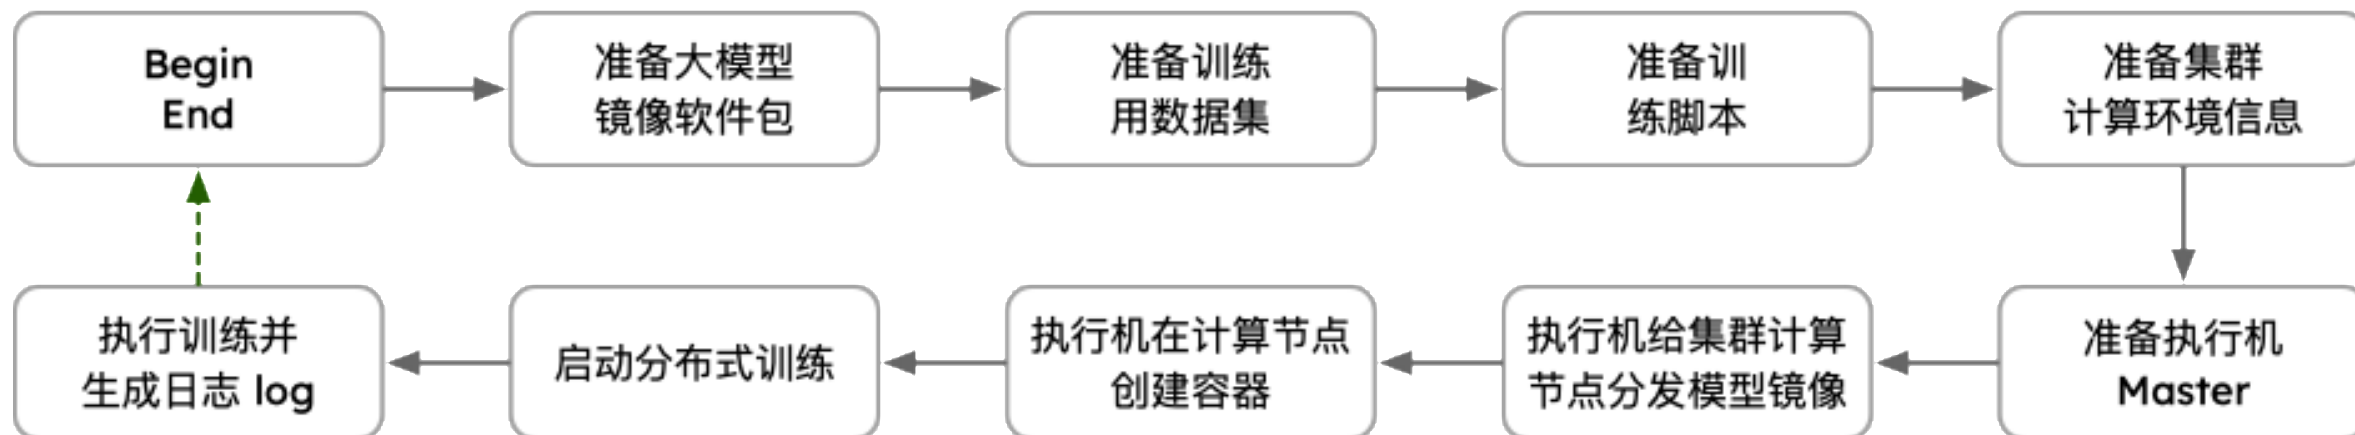 Begin
End
准备大模型
镜像软件包
准备训练
用数据集
准备训
练脚本
准备集群
计算环境信息
执行训练并
生成日志 log
启动分布式训练
执行机在计算节点
创建容器
执行机给集群计算
节点分发模型镜像
准备执行机
Master